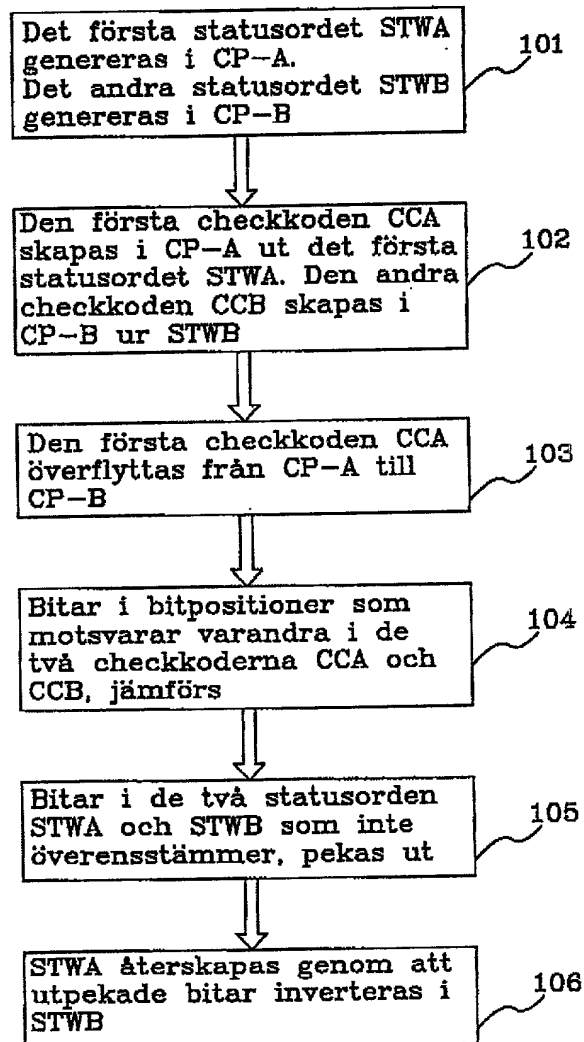 Det första statusordet STWA
genereras i CP-A.
Det andra statusordet STWB
genereras i CP-B
101
Den första checkkoden CCA
skapas i CP-A ut det första
statusordet STWA. Den andra
checkkoden CCB skapas i
CP-B ur STWB
102
Den första checkkoden CCA
överflyttas från CP-A till
CP-B
103
Bitar i bitpositioner som
motsvarar varandra i de
två checkkoderna CCA och
CCB, jämförs
104
Bitar i de två statusorden
STWA och STWB som inte
överensstämmer, pekas ut
105
STWA återskapas genom att
utpekade bitar inverteras i
STWB
106